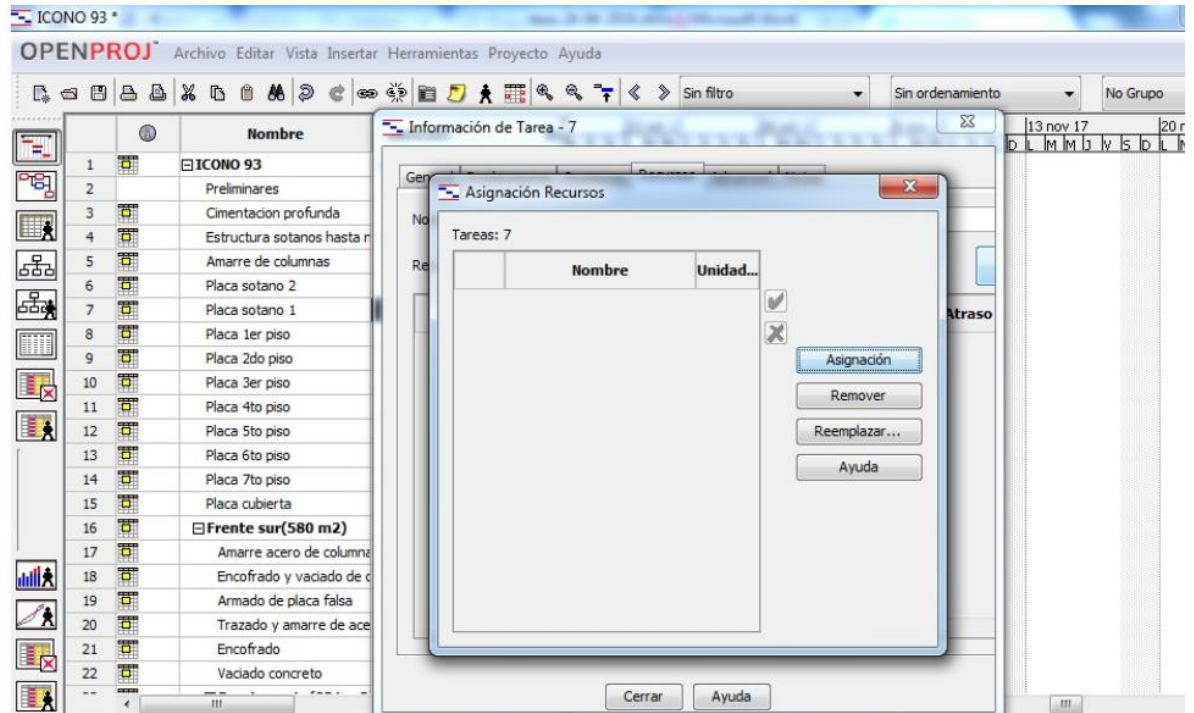 ICONO 93 *
OPENPROJ Archivo Editar Vista Insertar Herramientas Proyecto Ayuda
Sin filtro Sin ordenamiento No Grupo
Nombre
1 ICONO 93
2 Preliminares
3 Cimentacion profunda
4 Estructura sotanos hasta
5 Amarre de columnas
6 Placa sotano 2
7 Placa sotano 1
8 Placa 1er piso
9 Placa 2do piso
10 Placa 3er piso
11 Placa 4to piso
12 Placa 5to piso
13 Placa 6to piso
14 Placa 7to piso
15 Placa cubierta
16 Frente sur(580 m2)
17 Amarre acero de columna
18 Encofrado y vaciado de
19 Armado de placa falsa
20 Trazado y amarre de ace
21 Encofrado
22 Vaciado concreto
Información de Tarea - 7
Gen
No
Re
Atraso
Asignación Recursos
Tareas: 7
Nombre Unidad...
Asignación
Remover
Reemplazar...
Ayuda
Cerrar Ayuda
13 nov 17 20
D L M M J V S D L